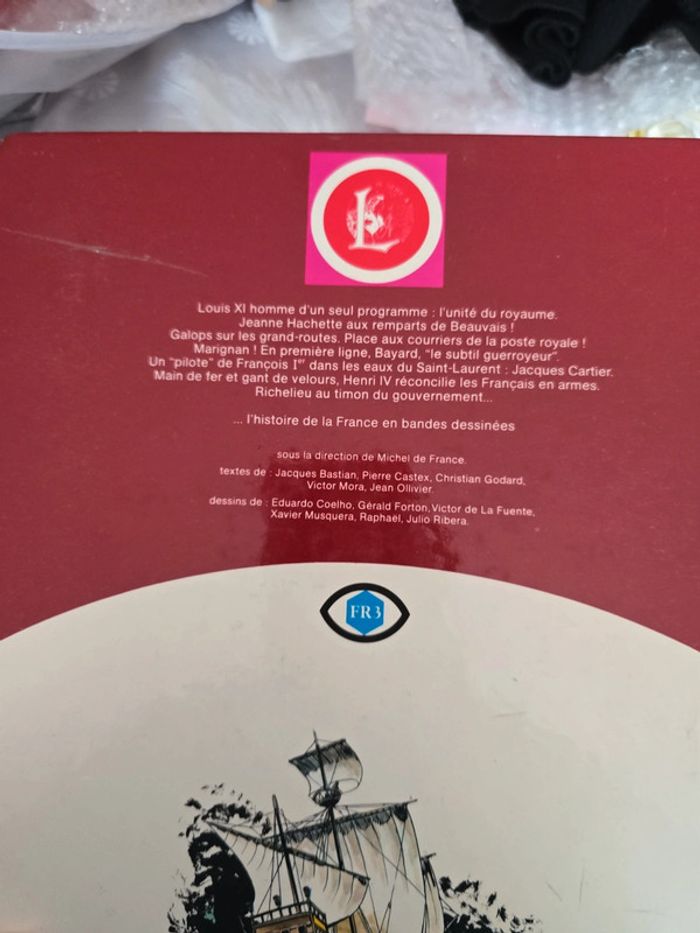 L
Louis XI homme d'un seul programme : l'unité du royaume.
Jeanne Hachette aux remparts de Beauvais !
Galops sur les grand-routes. Place aux courriers de la poste royale !
Marignan ! En première ligne, Bayard, "le subtil guerroyeur".
Un "pilote" de François Ier dans les eaux du Saint-Laurent : Jacques Cartier.
Main de fer et gant de velours, Henri IV réconcilie les Français en armes.
Richelieu au timon du gouvernement...
... l'histoire de la France en bandes dessinées
sous la direction de Michel de France.
textes de : Jacques Bastian, Pierre Castex, Christian Godard,
Victor Mora, Jean Ollivier.
dessins de : Eduardo Coelho, Gérald Forton, Victor de La Fuente,
Xavier Musquera, Raphaël, Julio Ribera.
FR3